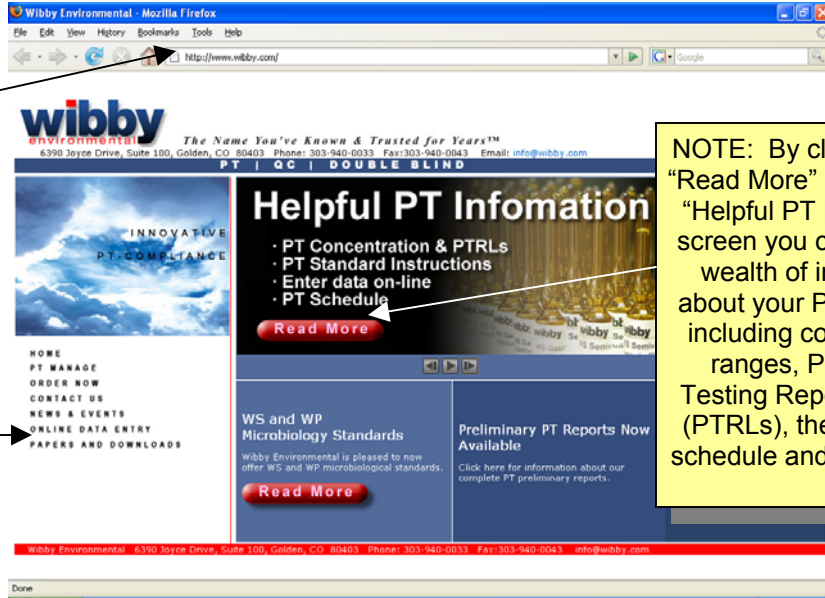 Wibby Environmental - Mozilla Firefox
File Edit View History Bookmarks Tools Help
http://www.wibby.com/
Google
wibby
environmental
The Name You've Known & Trusted for Years™
6390 Joyce Drive, Suite 100, Golden, CO 80403 Phone: 303-940-0033 Fax:303-940-0043 Email: info@wibby.com
PT | QC | DOUBLE BLIND
INNOVATIVE
PT-COMPLIANCE
Helpful PT Infomation
· PT Concentration & PTRLs
· PT Standard Instructions
· Enter data on-line
· PT Schedule
Read More
wibby
wibby
wibby
NOTE: By cl
“Read More”
“Helpful PT
screen you c
wealth of i
about your P
including co
ranges, P
Testing Rep
(PTRLs), the
schedule and
HOME
PT MANAGE
ORDER NOW
CONTACT US
NEWS & EVENTS
ONLINE DATA ENTRY
PAPERS AND DOWNLOADS
WS and WP
Microbiology Standards
Wibby Environmental is pleased to now
offer WS and WP microbiological standards.
Read More
Preliminary PT Reports Now
Available
Click here for information about our
complete PT preliminary reports.
Wibby Environmental 6390 Joyce Drive, Suite 100, Golden, CO 80403 Phone: 303-940-0033 Fax:303-940-0043 info@wibby.com
Done